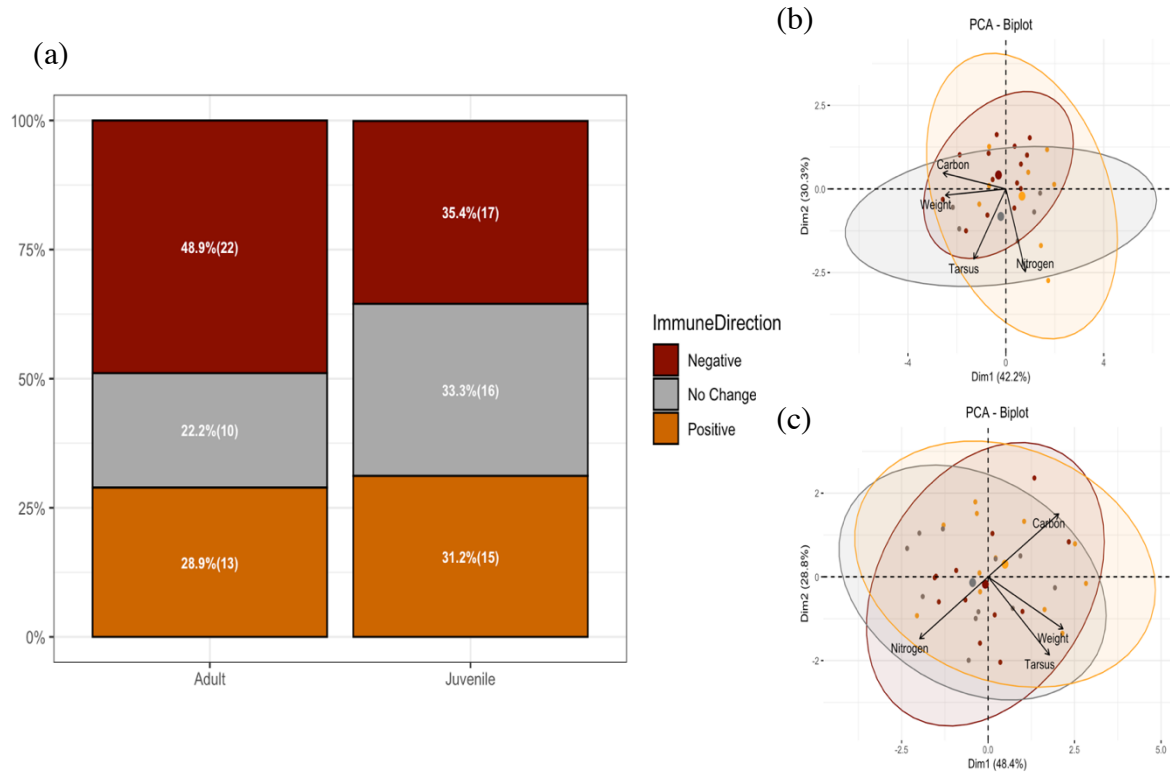 (a)
100%
75%
50%
25%
0%
48.9%(22)
22.2%(10)
28.9%(13)
35.4%(17)
33.3%(16)
31.2%(15)
Adult
Juvenile
ImmuneDirection
Negative
No Change
Positive
(b)
PCA - Biplot
Dim2 (30.3%)
2.5
0.0
-2.5
Carbon
Weight
Tarsus
Nitrogen
-4
0
4
Dim1 (42.2%)
(c)
PCA - Biplot
Dim2 (28.8%)
2
0
-2
Carbon
Nitrogen
Weight
Tarsus
-2.5
0.0
2.5
5.0
Dim1 (48.4%)